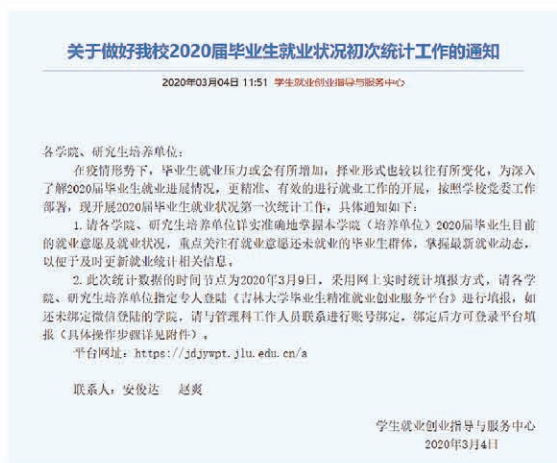 关于做好我校2020届毕业生就业状况初次统计工作的通知
2020年03月04日 11:51 学生就业创业指导与服务中心
各学院、研究生培养单位：
在疫情形势下，毕业生就业压力或会有所增加，择业形式也较以往有所变化，为深入
了解2020届毕业生就业进展情况，更精准、有效的进行就业工作的开展，按照学校党委工作
部署，现开展2020届毕业生就业状况第一次统计工作，具体通知如下：
1.请各学院、研究生培养单位详实准确地掌握本学院（培养单位）2020届毕业生目前
的就业意愿及就业状况，重点关注有就业意愿还未就业的毕业生群体，掌握最新就业动态，
以便于及时更新就业统计相关信息。
2.此次统计数据的时间节点为2020年3月9日，采用网上实时统计填报方式，请各学
院、研究生培养单位指定专人登陆《吉林大学毕业生精准就业创业服务平台》进行填报，如
还未绑定微信登陆的学院，请与管理科工作人员联系进行账号绑定，绑定后方可登录平台填
报（具体操作步骤详见附件）。
平台网址：https://jdjywpt.jlu.edu.cn/a
联系人：安俊达 赵爽
学生就业创业指导与服务中心
2020年3月4日